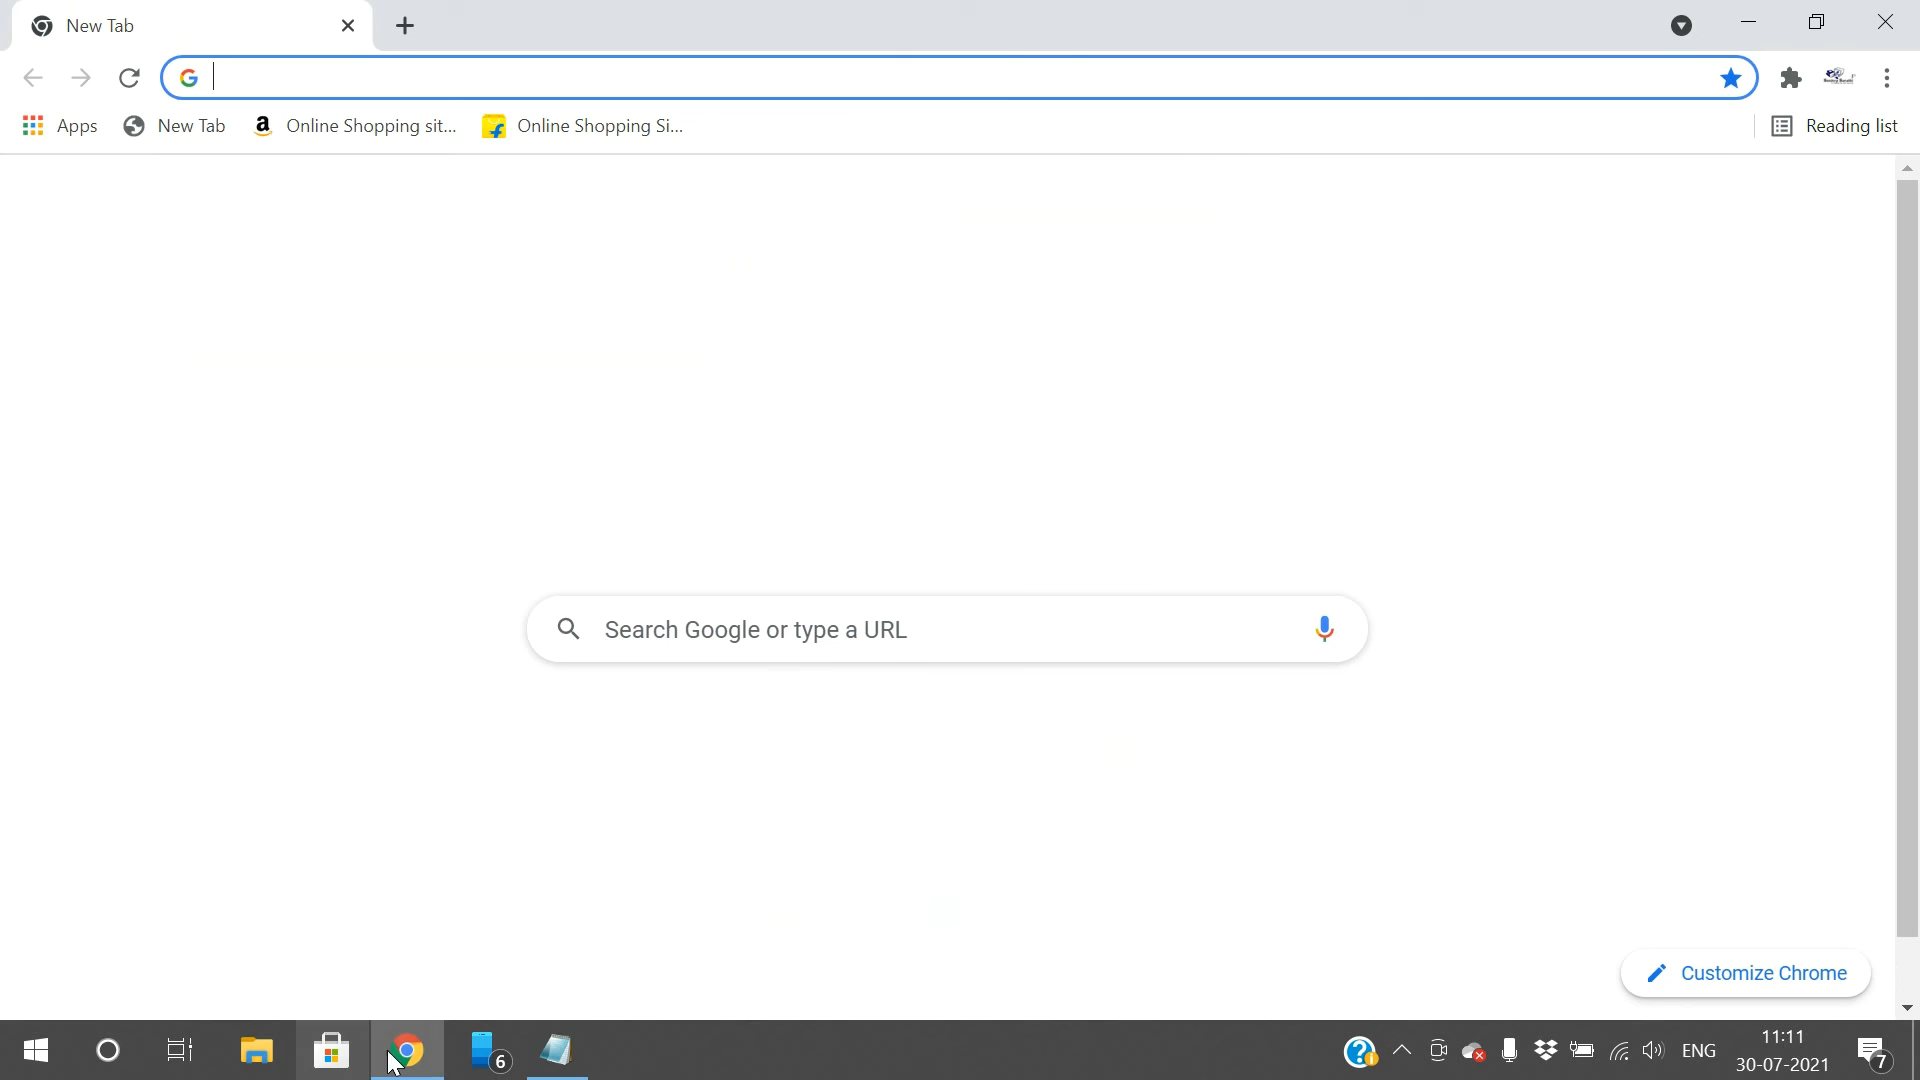 New Tab
Apps
New Tab
Online Shopping sit...
Online Shopping Si...
Reading list
Search Google or type a URL
Customize Chrome
6
ENG
11:11
30-07-2021
7